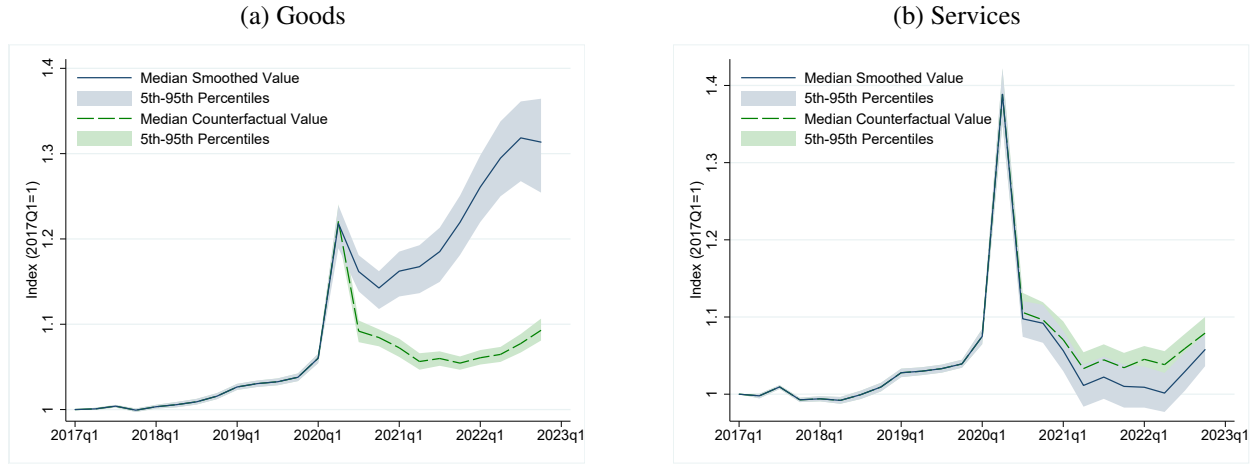 (a) Goods
Index (2017Q1=1)
1.4
1.3
1.2
1.1
1
Median Smoothed Value
5th-95th Percentiles
Median Counterfactual Value
5th-95th Percentiles
2017q1 2018q1 2019q1 2020q1 2021q1 2022q1 2023q1
(b) Services
Index (2017Q1=1)
1.4
1.3
1.2
1.1
1
Median Smoothed Value
5th-95th Percentiles
Median Counterfactual Value
5th-95th Percentiles
2017q1 2018q1 2019q1 2020q1 2021q1 2022q1 2023q1